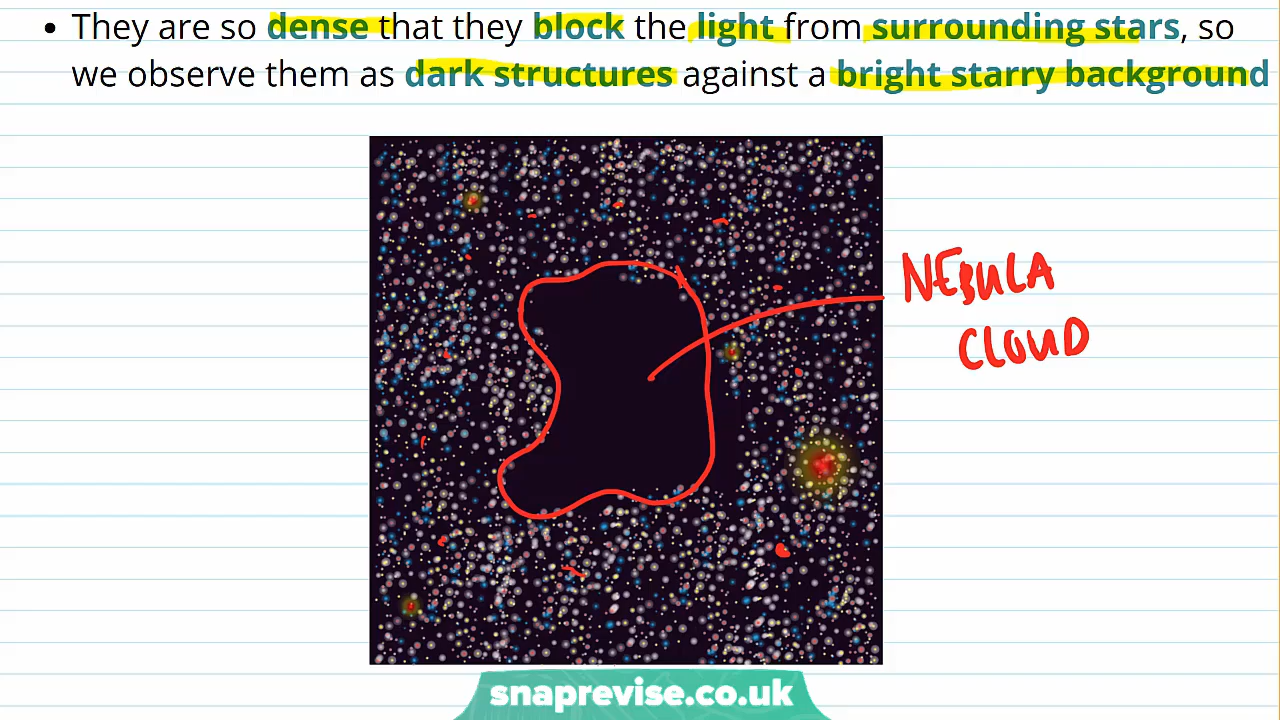 • They are so dense that they block the light from surrounding stars, so
we observe them as dark structures against a bright starry background
NEBULA
CLOUD
snaprevise.co.uk